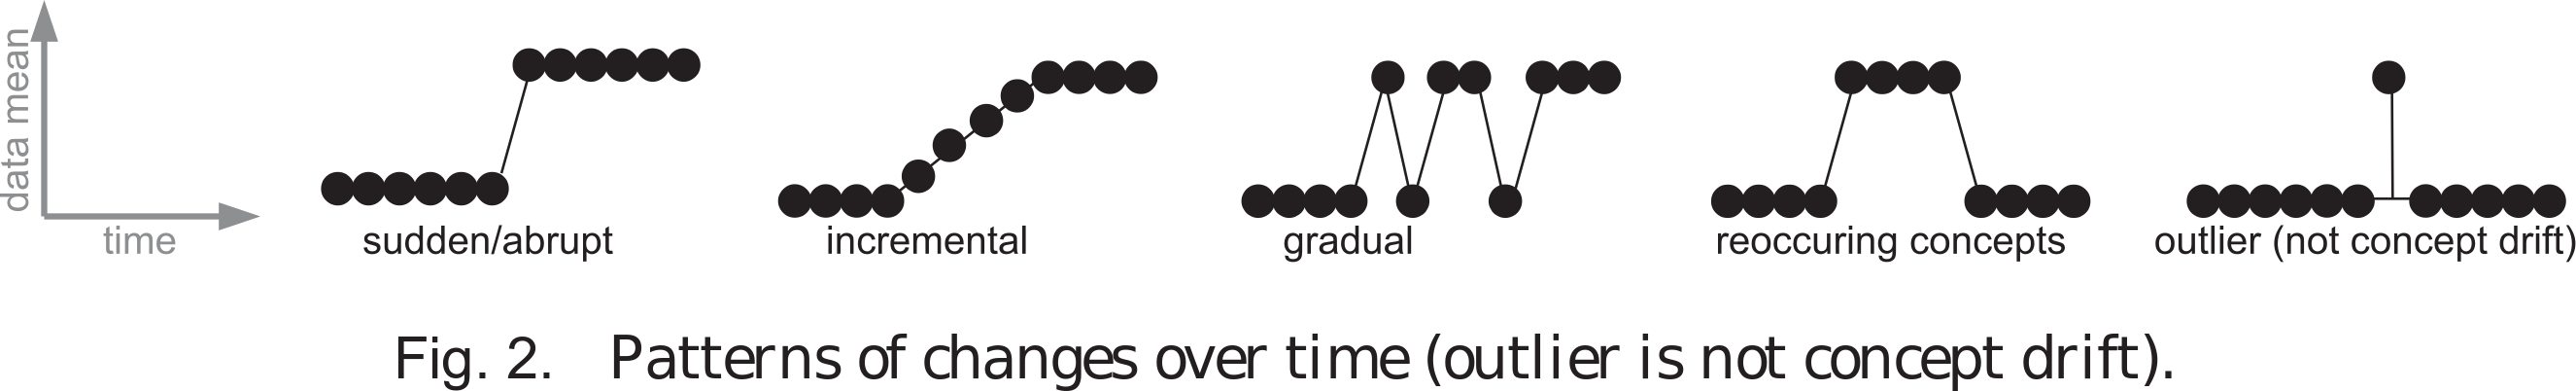 data mean
time
sudden/abrupt
incremental
gradual
reoccuring concepts
outlier (not concept drift)
Fig. 2. Patterns of changes over time (outlier is not concept drift).